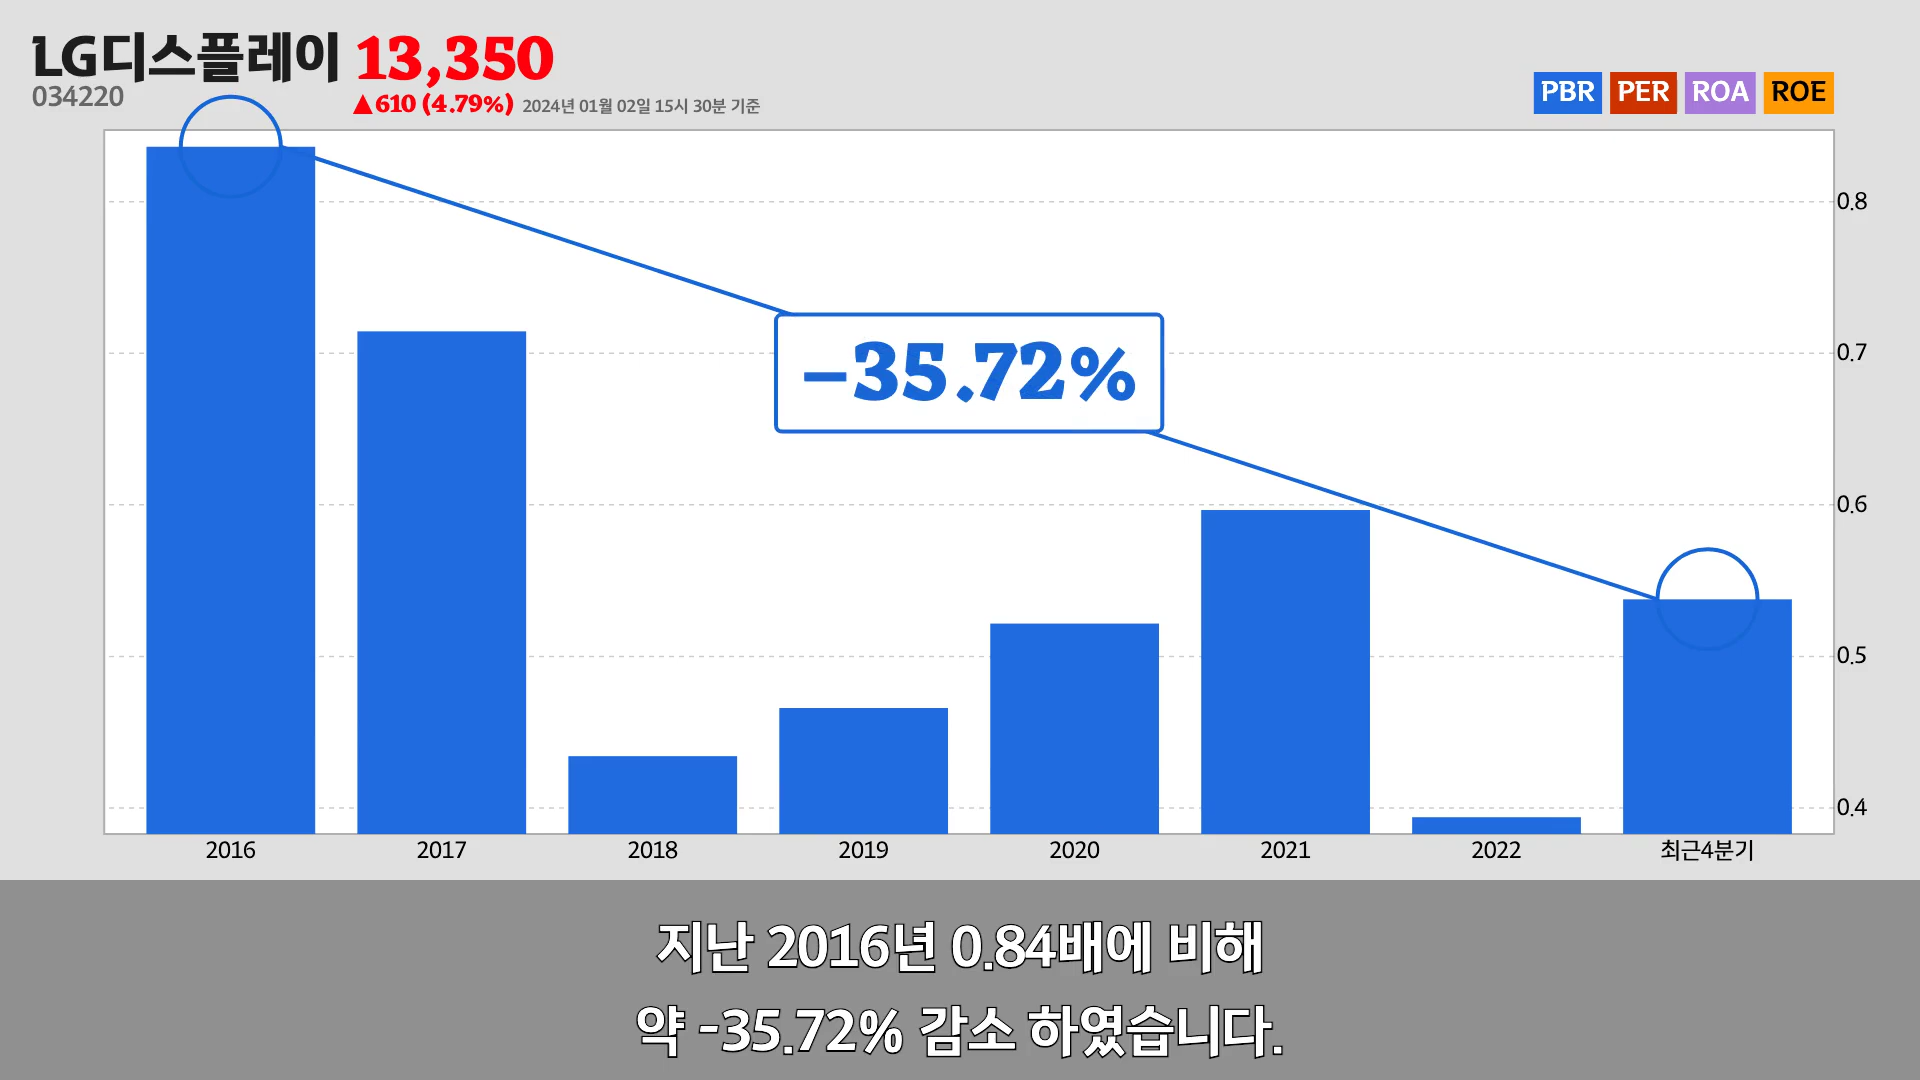 LG디스플레이 13,350
034220
▲610 (4.79%) 2024년 01월 02일 15시 30분 기준
PBR PER ROA ROE
0.8
0.7
0.6
0.5
0.4
-35.72%
2016 2017 2018 2019 2020 2021 2022 최근4분기
지난 2016년 0.84배에 비해
약 -35.72% 감소 하였습니다.